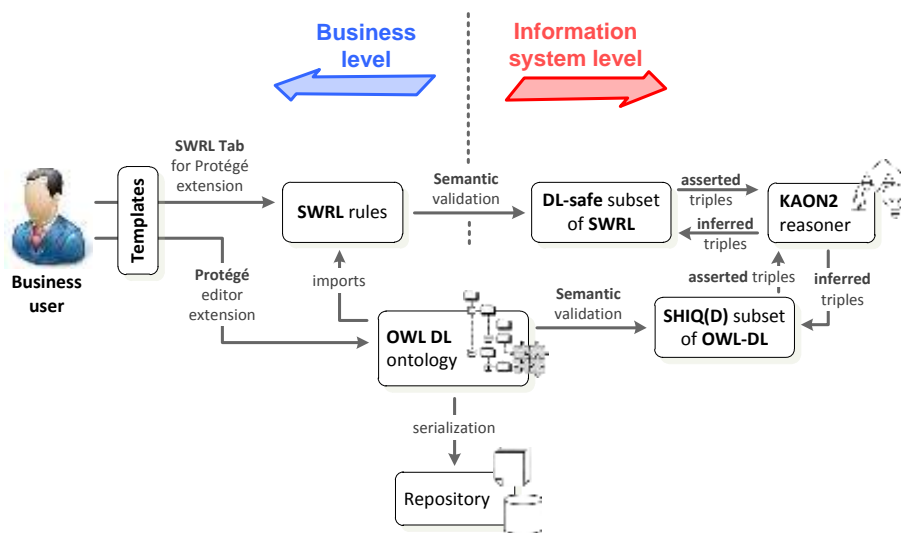 Business
level
Information
system level
SWRL Tab
for Protégé
extension
Templates
SWRL rules
Semantic
validation
DL-safe subset
of SWRL
asserted
triples
inferred
triples
KAON2
reasoner
Business
user
Protégé
editor
extension
imports
OWL DL
ontology
Semantic
validation
asserted triples
inferred
triples
SHIQ(D) subset
of OWL-DL
serialization
Repository